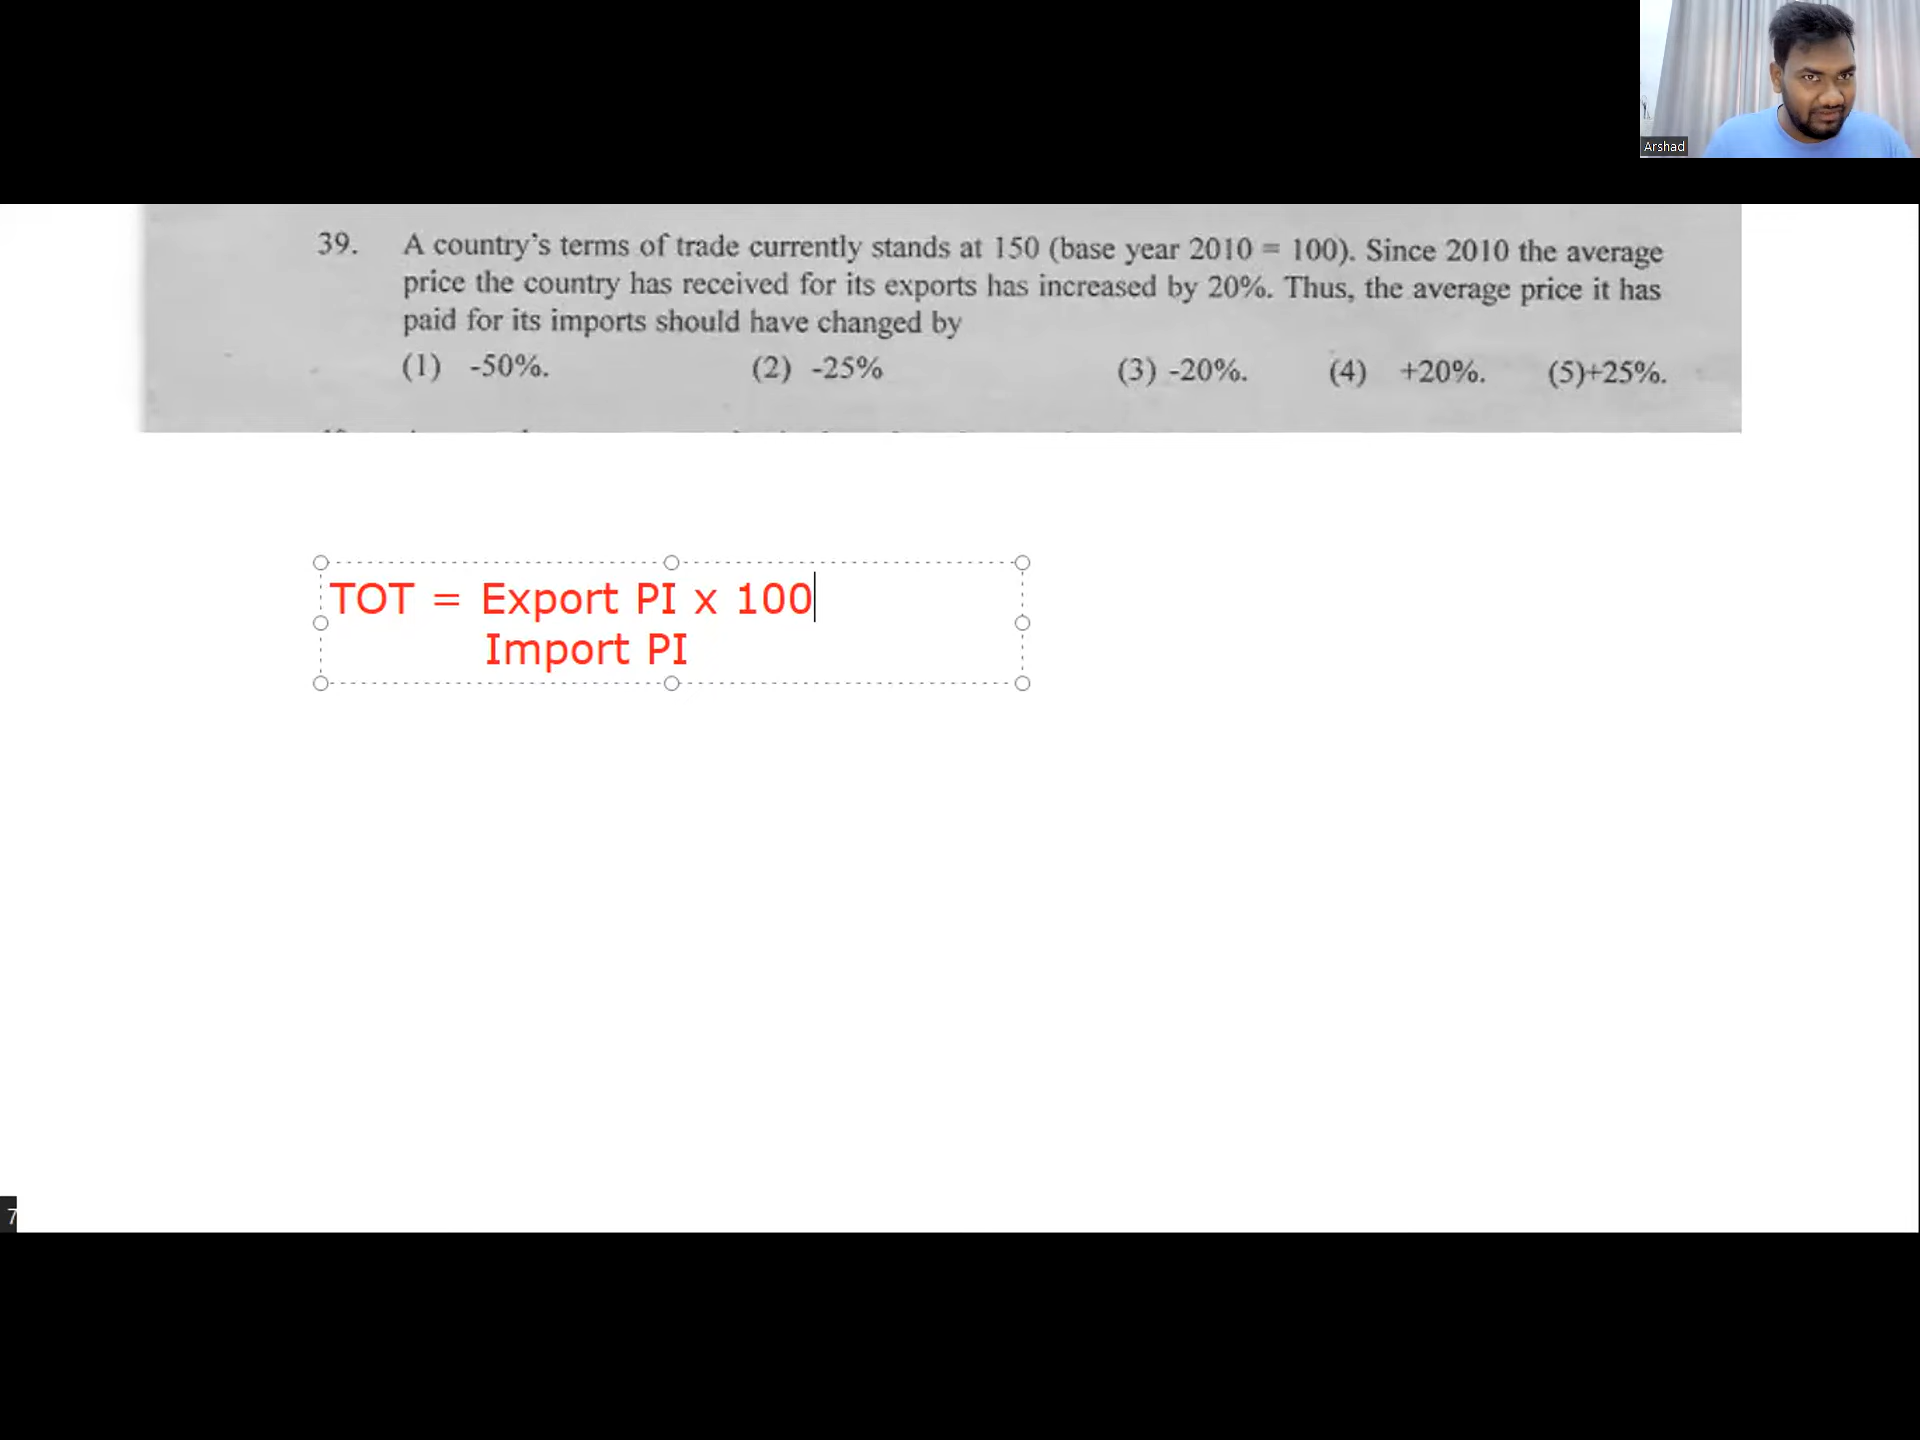 Arshad
39. A country's terms of trade currently stands at 150 (base year 2010 = 100). Since 2010 the average
price the country has received for its exports has increased by 20%. Thus, the average price it has
paid for its imports should have changed by
(1) -50%. (2) -25% (3) -20%. (4) +20%. (5)+25%.
TOT = Export PI x 100
Import PI
7